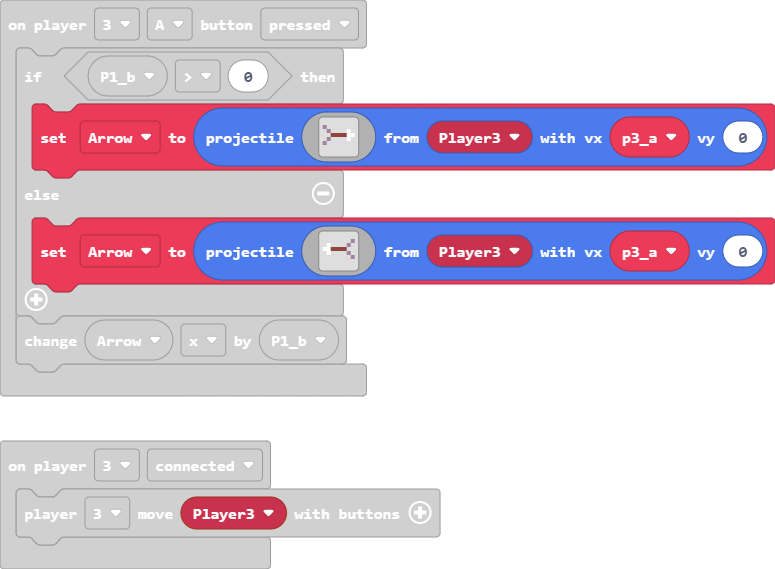 on player 3 A button pressed
if P1_b > 0 then
set Arrow to projectile from Player3 with vx p3_a vy 0
else
set Arrow to projectile from Player3 with vx p3_a vy 0
change Arrow x by P1_b
on player 3 connected
player 3 move Player3 with buttons